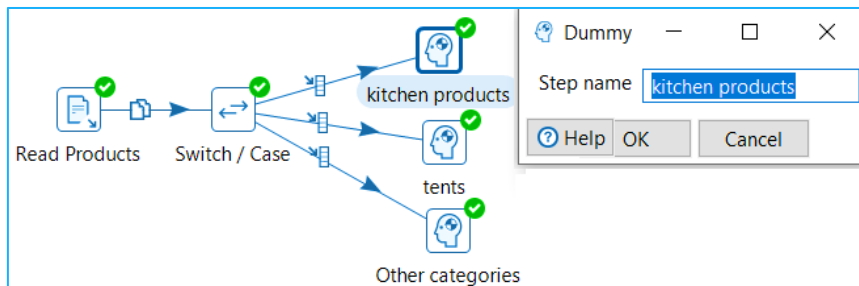 Dummy
Step name kitchen products
Help OK Cancel
kitchen products
Read Products Switch / Case
tents
Other categories